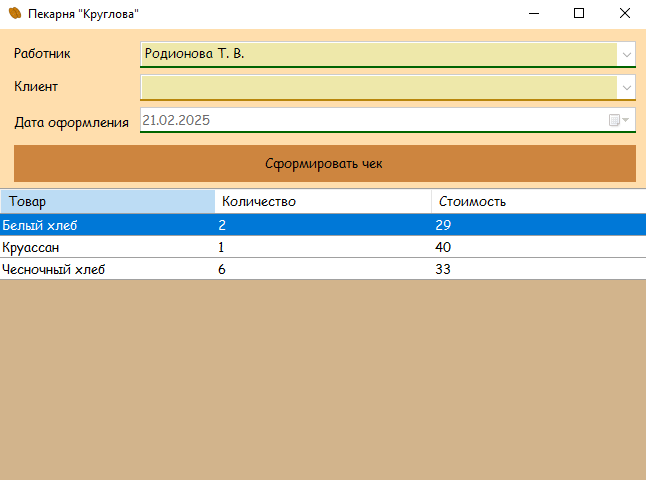 Пекарня "Круглова"
Работник Родионова Т. В.
Клиент
Дата оформления 21.02.2025
Сформировать чек
Товар Количество Стоимость
Белый хлеб 2 29
Круассан 1 40
Чесночный хлеб 6 33